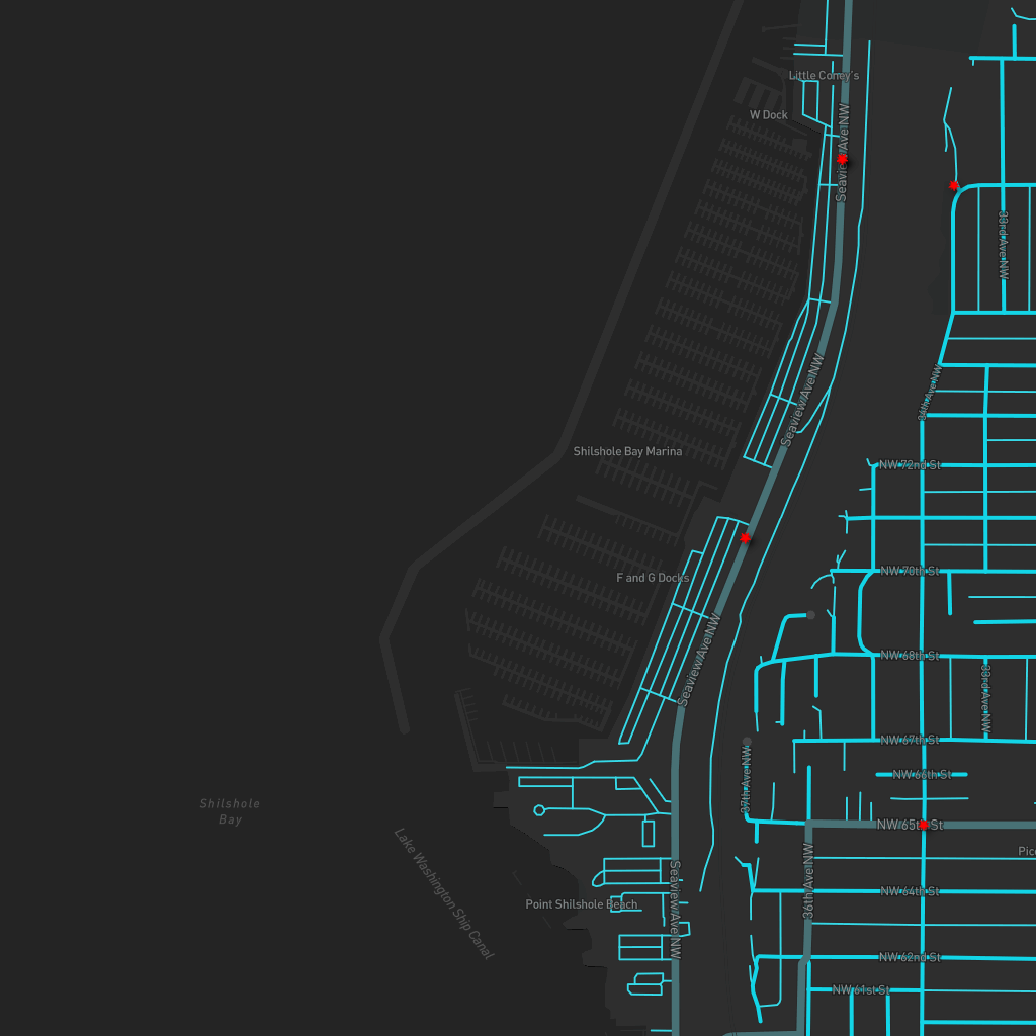 Little Coney's
W Dock
Seaview Ave NW
33rd Ave NW
Seaview Ave NW
34th Ave NW
Shilshole Bay Marina
NW 72nd St
F and G Docks
NW 70th St
Seaview Ave NW
NW 68th St
33rd Ave NW
NW 67th St
37th Ave NW
NW 66th St
Shilshole
Bay
NW 65th St
Lake Washington Ship Canal
Pico
36th Ave NW
NW 64th St
Seaview Ave NW
Point Shilshole Beach
NW 62nd St
NW 61st St